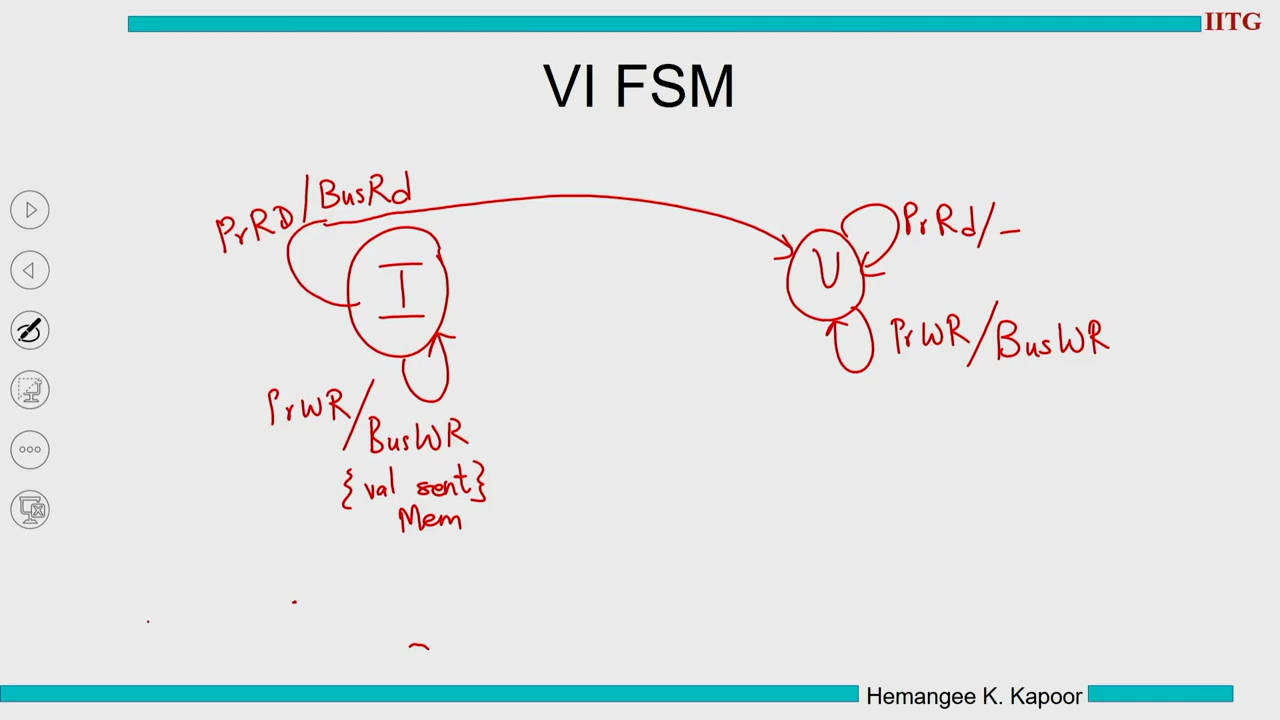 IITG
VI FSM
PrRD/BusRd
I
V
PrRd/-
PrWR/BusWR
PrWR/BusWR
{val sent}
Mem
Hemangee K. Kapoor